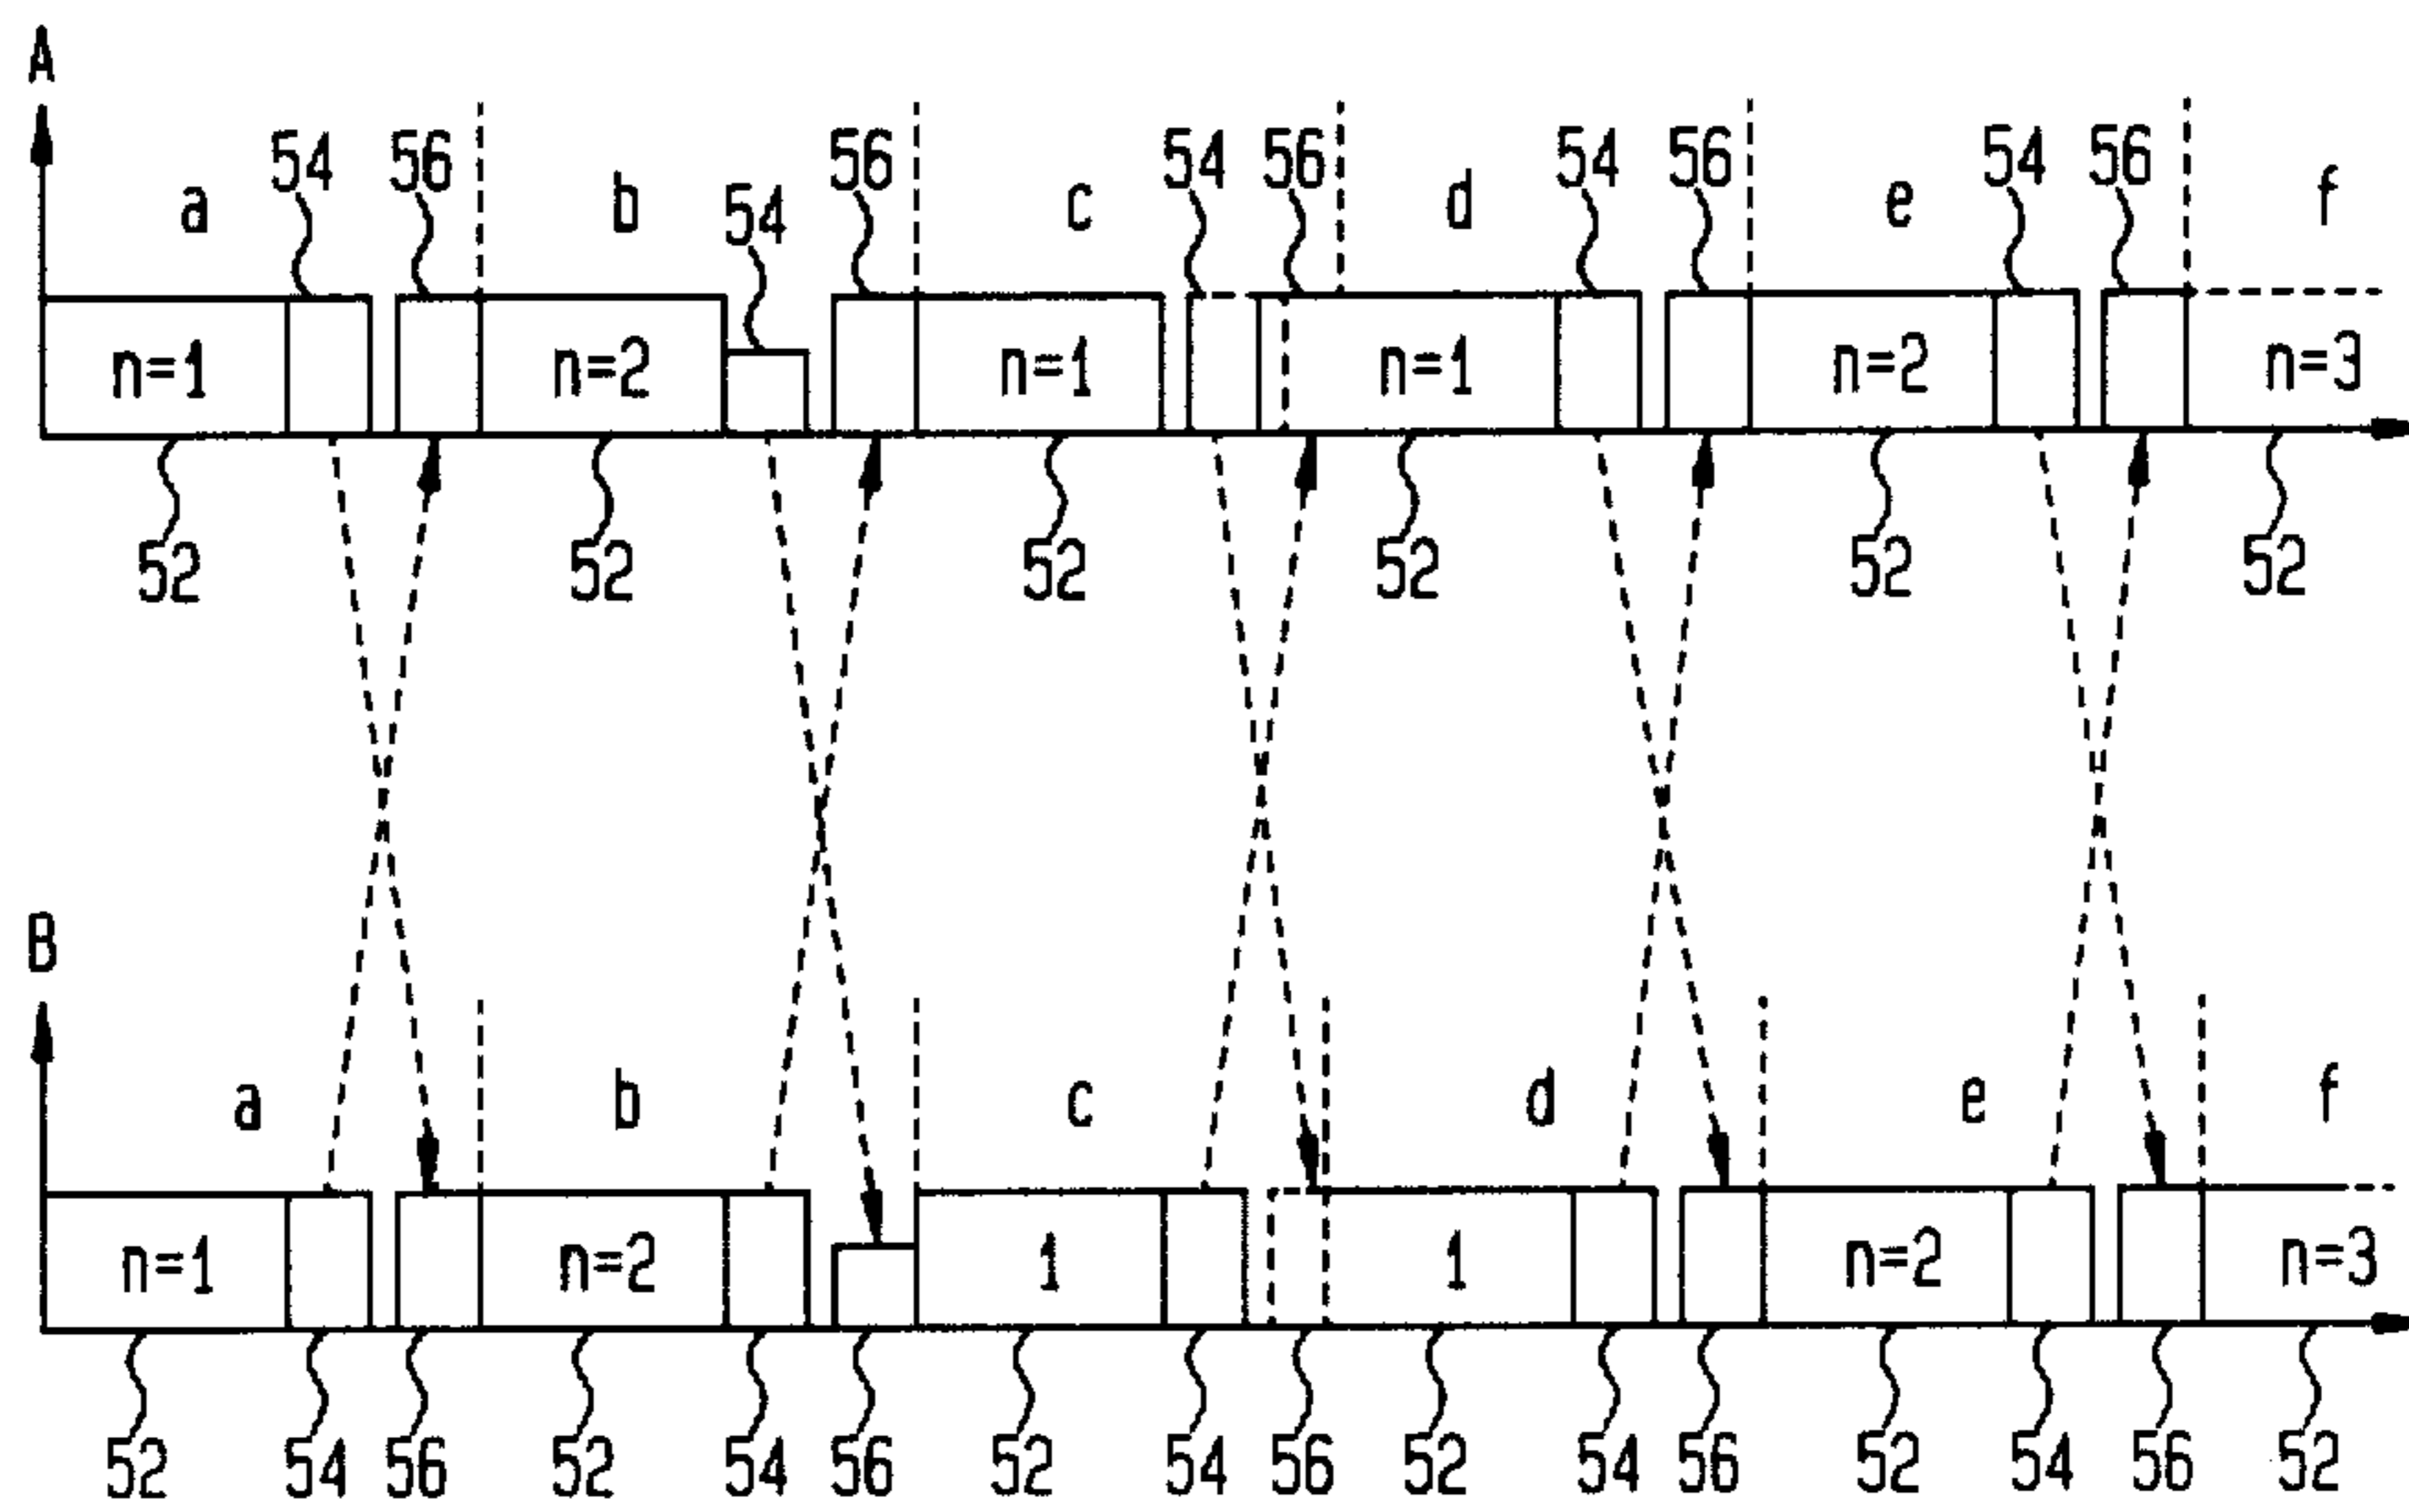 A
54 56 56 54 56 54 56 54 56
a b 54 c d e f
n=1 n=2 n=1 n=1 n=2 n=3
52 52 52 52 52 52
B
a b c d e f
n=1 n=2 1 1 n=2 n=3
52 54 56 52 54 56 52 54 56 52 54 56 52 54 56 52